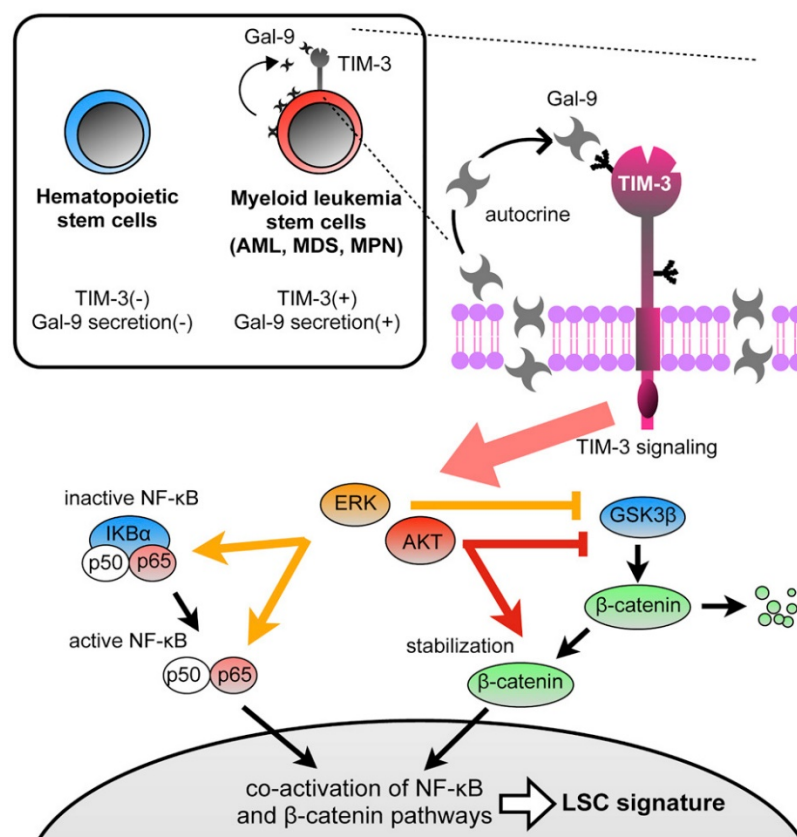 Gal-9
TIM-3
Hematopoietic
stem cells
Myeloid leukemia
stem cells
(AML, MDS, MPN)
TIM-3(-)
Gal-9 secretion(-)
TIM-3(+)
Gal-9 secretion(+)
Gal-9
TIM-3
autocrine
TIM-3 signaling
inactive NF-κB
IKBα
p50
p65
ERK
AKT
GSK3β
β-catenin
active NF-κB
p50
p65
stabilization
β-catenin
co-activation of NF-κB
and β-catenin pathways
LSC signature